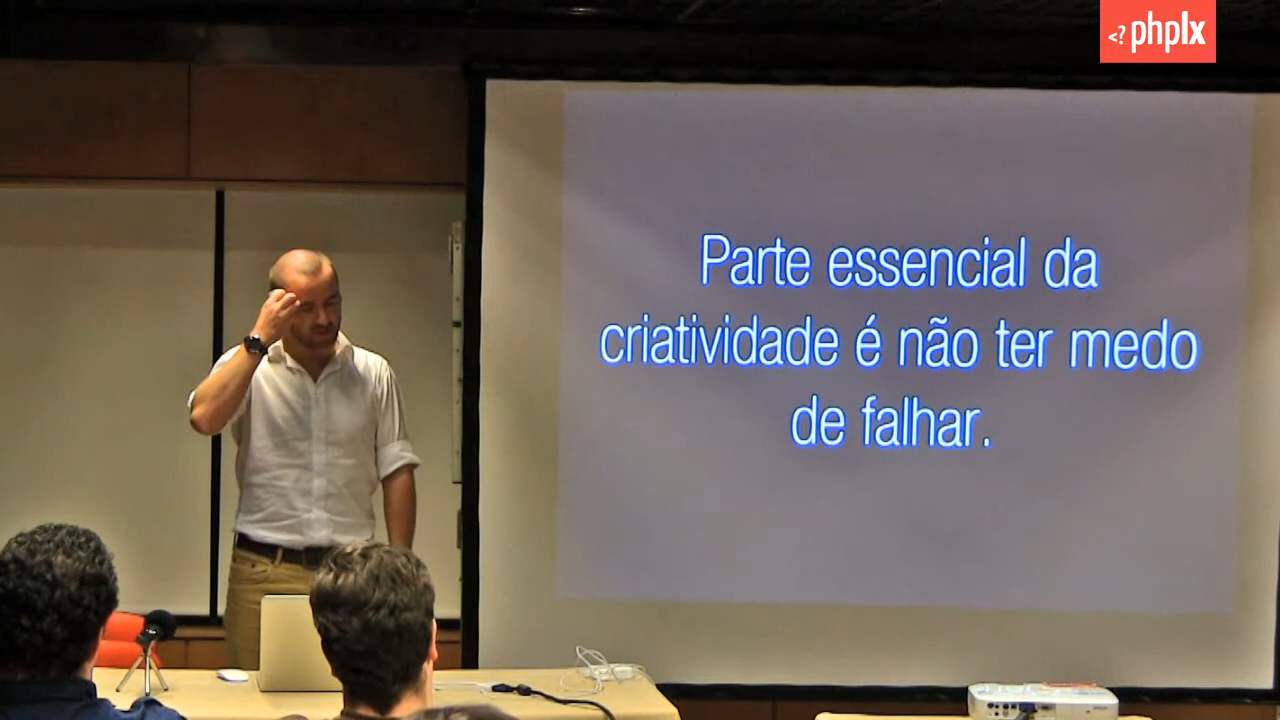 <? phplx
Parte essencial da
criatividade é não ter medo
de falhar.